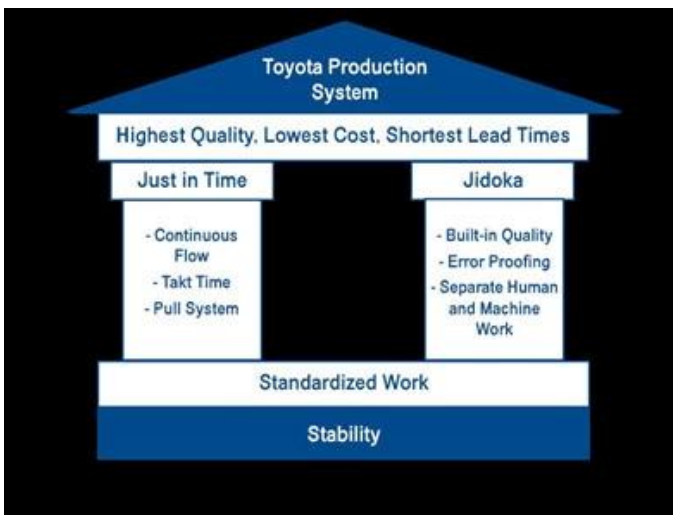 Toyota Production
System
Highest Quality, Lowest Cost, Shortest Lead Times
Just in Time
- Continuous
Flow
- Takt Time
- Pull System
Jidoka
- Built-in Quality
- Error Proofing
- Separate Human
and Machine
Work
Standardized Work
Stability